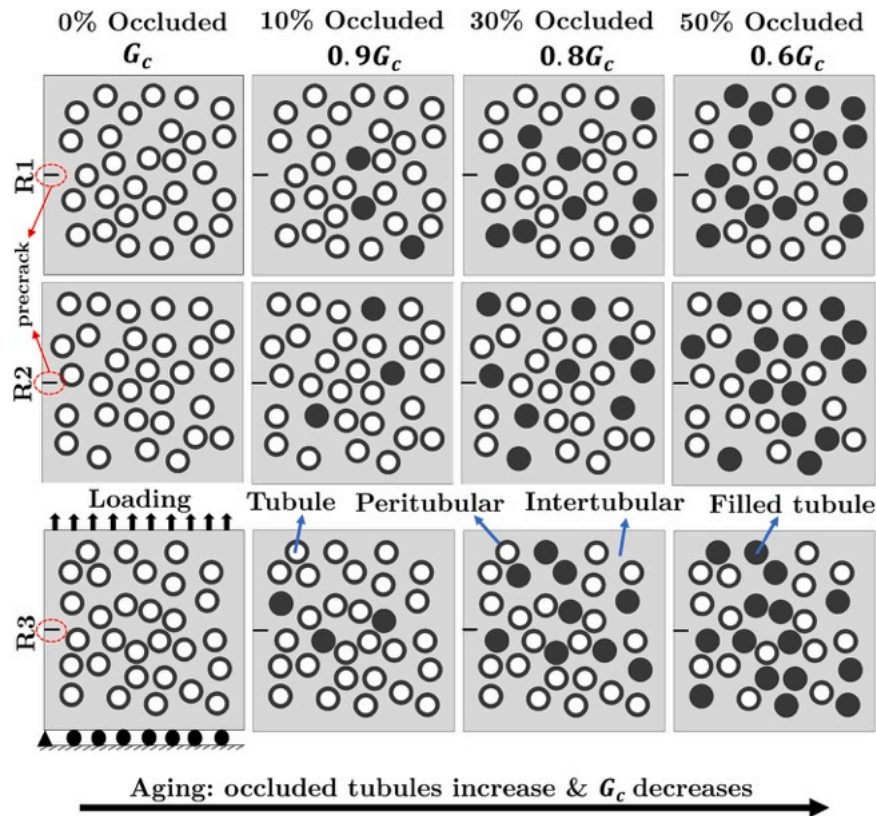 0% Occluded 10% Occluded 30% Occluded 50% Occluded
G_c 0.9G_c 0.8G_c 0.6G_c
R1
precrack
R2
Loading Tubule Peritubular Intertubular Filled tubule
R3
Aging: occluded tubules increase & G_c decreases